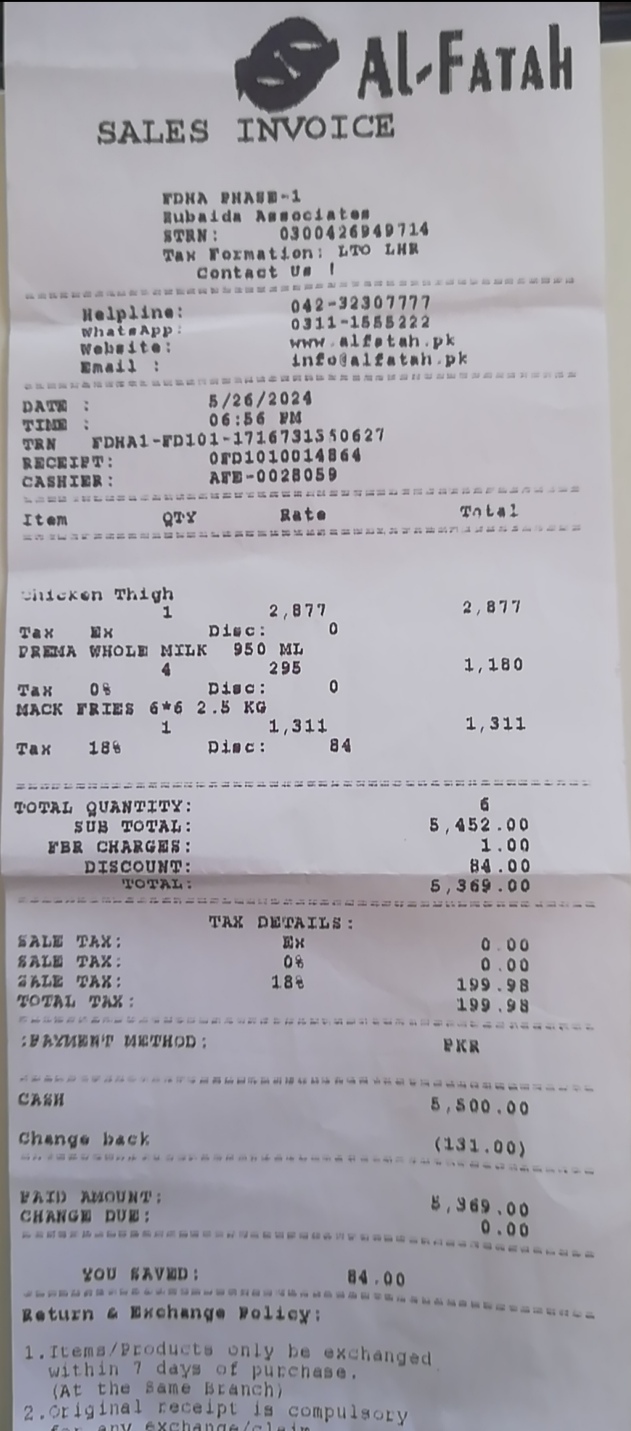 Al-Fatah
SALES INVOICE
FDHA PHASE-1
Rubaida Associates
STRN: 0300426949714
Tax Formation: LTO LHR
Contact Us !
Helpline: 042-32307777
WhatsApp: 0311-1555222
Website: www.alfatah.pk
Email : info@alfatah.pk
DATE : 5/26/2024
TIME : 06:56 PM
TRN FDHA1-FD101-1716731350627
RECEIPT: 0FD1010014864
CASHIER: AFE-0028059
Item QTY Rate Total
Chicken Thigh
1 2,877 2,877
Tax Ex Disc: 0
PREMA WHOLE MILK 950 ML
4 295 1,180
Tax 0% Disc: 0
MACK FRIES 6*6 2.5 KG
1 1,311 1,311
Tax 18% Disc: 84
TOTAL QUANTITY: 6
SUB TOTAL: 5,452.00
FBR CHARGES: 1.00
DISCOUNT: 84.00
TOTAL: 5,369.00
TAX DETAILS:
SALE TAX: Ex 0.00
SALE TAX: 0% 0.00
SALE TAX: 18% 199.98
TOTAL TAX: 199.98
:PAYMENT METHOD: PKR
CASH 5,500.00
Change back (131.00)
PAID AMOUNT: 5,369.00
CHANGE DUE: 0.00
YOU SAVED: 84.00
Return & Exchange Policy:
1.Items/Products only be exchanged
within 7 days of purchase.
(At the Same Branch)
2.Original receipt is compulsory
for any exchange/claim